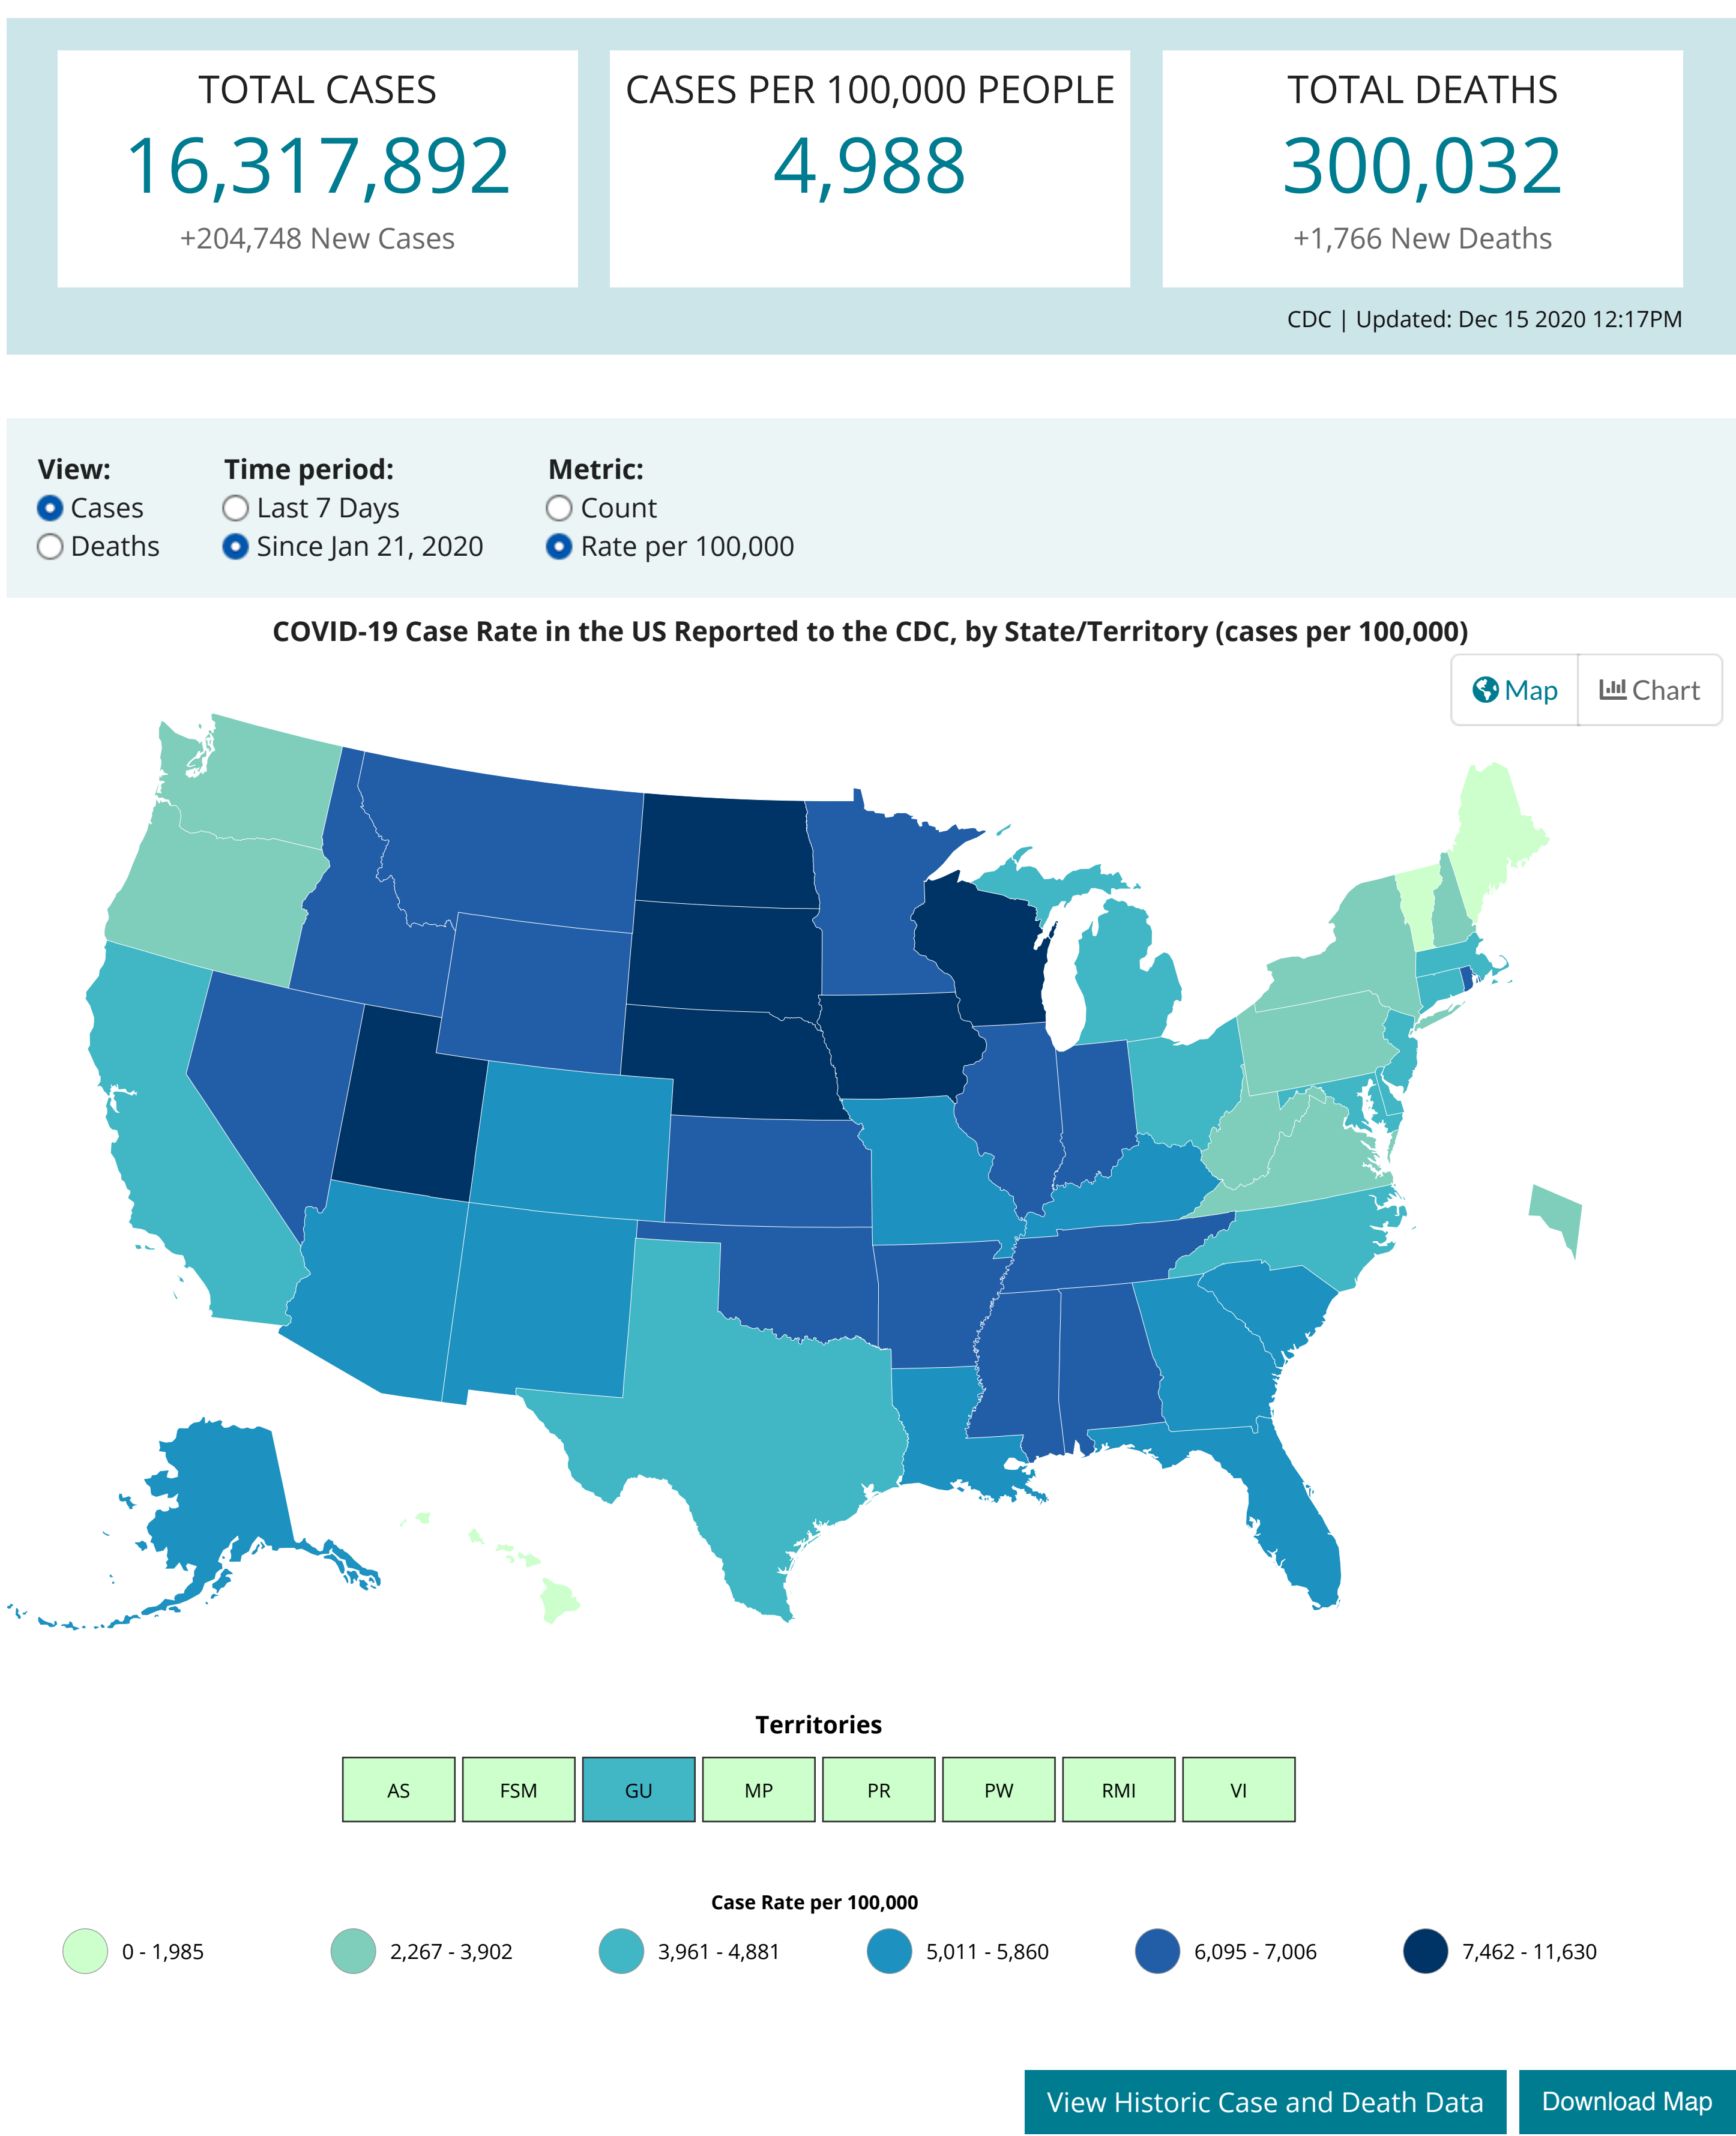 TOTAL CASES
16,317,892
+204,748 New Cases
CASES PER 100,000 PEOPLE
4,988
TOTAL DEATHS
300,032
+1,766 New Deaths
CDC | Updated: Dec 15 2020 12:17PM
View:
Cases
Deaths
Time period:
Last 7 Days
Since Jan 21, 2020
Metric:
Count
Rate per 100,000
COVID-19 Case Rate in the US Reported to the CDC, by State/Territory (cases per 100,000)
Map
Chart
Territories
AS
FSM
GU
MP
PR
PW
RMI
VI
Case Rate per 100,000
0 - 1,985
2,267 - 3,902
3,961 - 4,881
5,011 - 5,860
6,095 - 7,006
7,462 - 11,630
View Historic Case and Death Data
Download Map